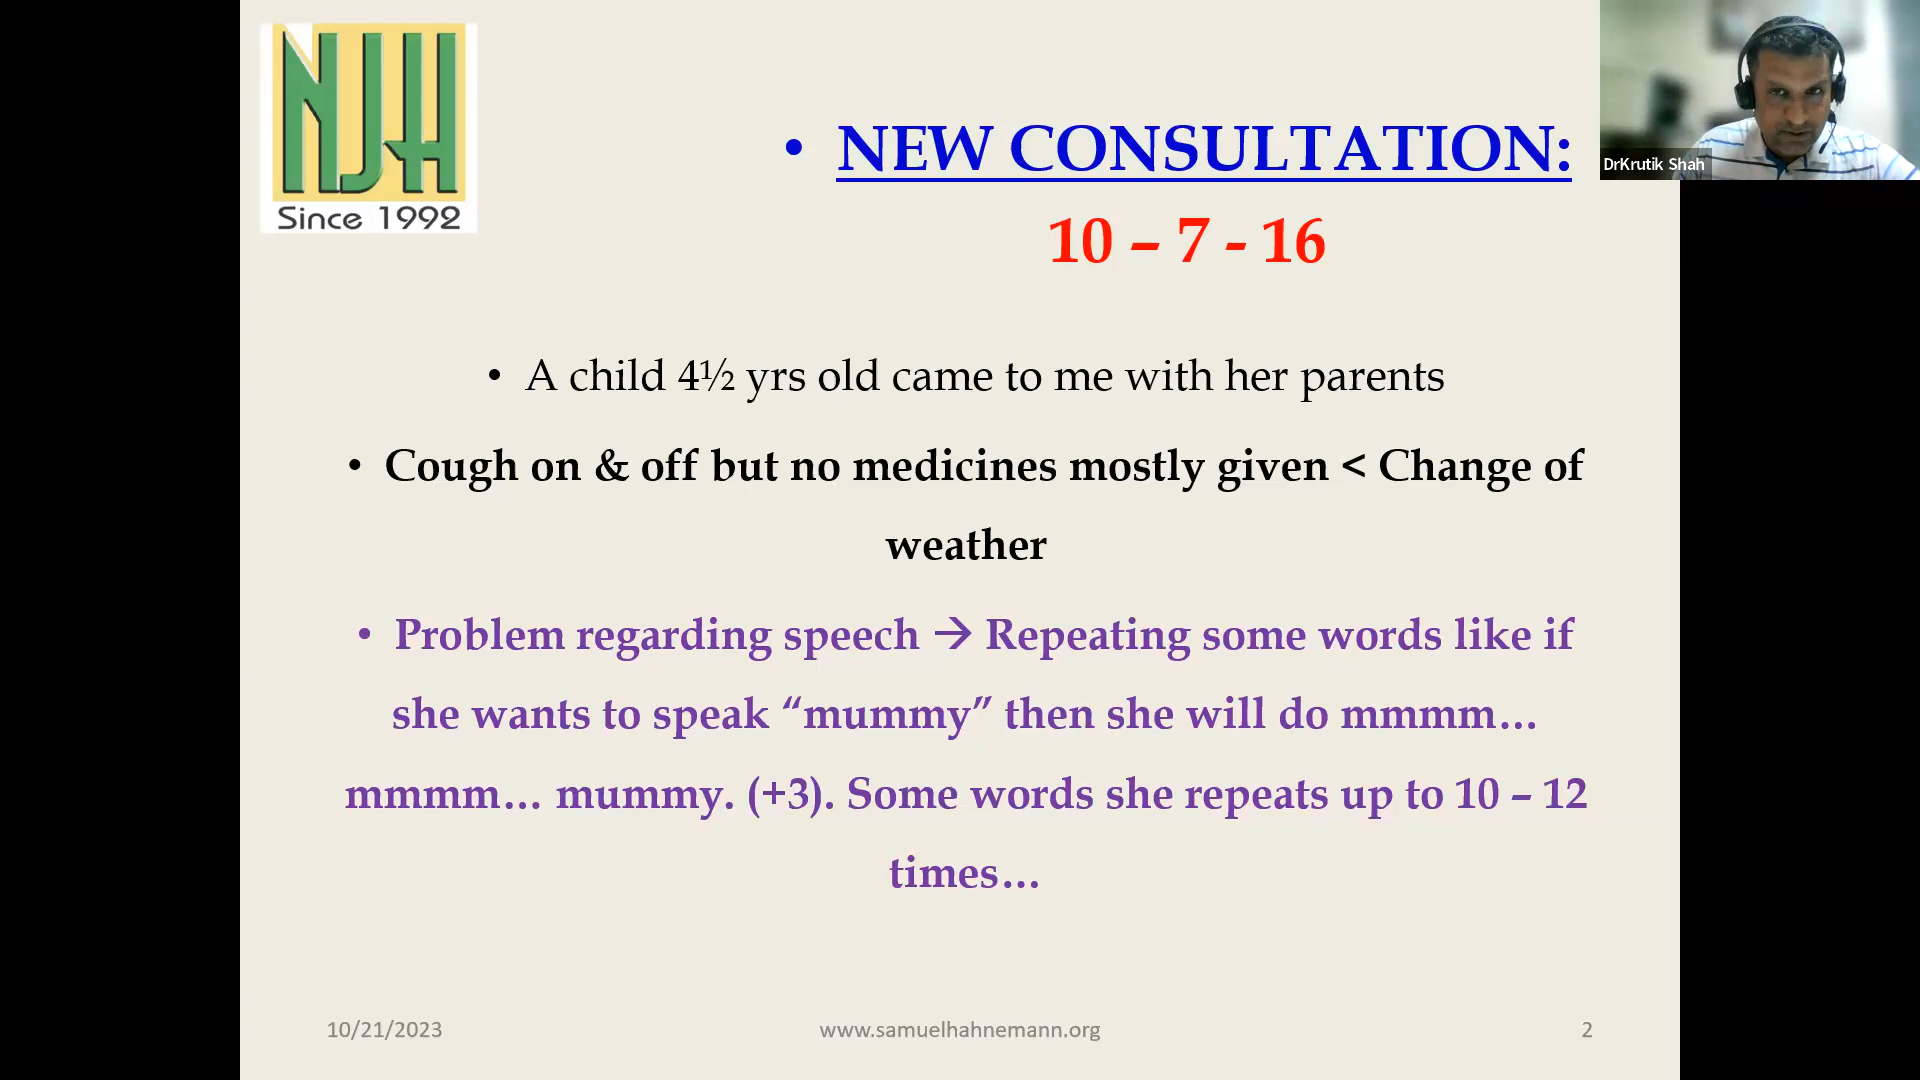 NJH
Since 1992
• NEW CONSULTATION:
10 – 7 - 16
DrKrutik Shah
• A child 4½ yrs old came to me with her parents
• Cough on & off but no medicines mostly given < Change of
weather
• Problem regarding speech → Repeating some words like if
she wants to speak “mummy” then she will do mmmm…
mmmm… mummy. (+3). Some words she repeats up to 10 – 12
times…
10/21/2023
www.samuelhahnemann.org
2